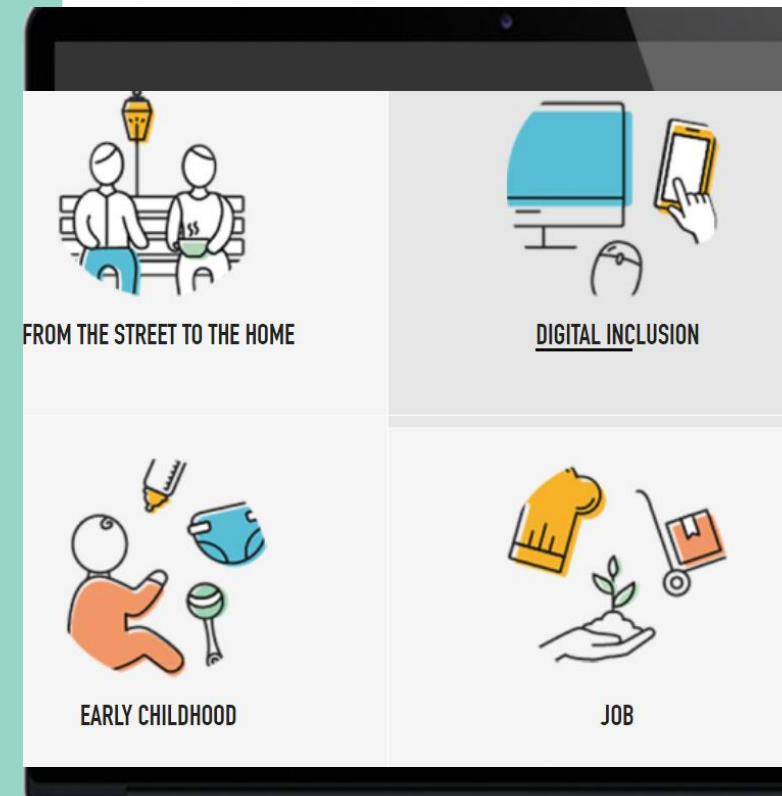 FROM THE STREET TO THE HOME
DIGITAL INCLUSION
EARLY CHILDHOOD
JOB